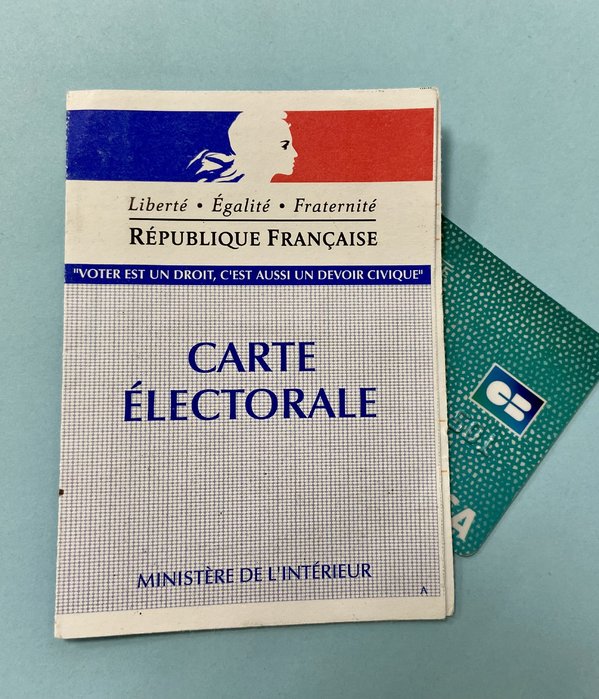 Liberté • Égalité • Fraternité
RÉPUBLIQUE FRANÇAISE
"VOTER EST UN DROIT, C'EST AUSSI UN DEVOIR CIVIQUE"
CARTE
ÉLECTORALE
MINISTÈRE DE L'INTÉRIEUR
A
CB